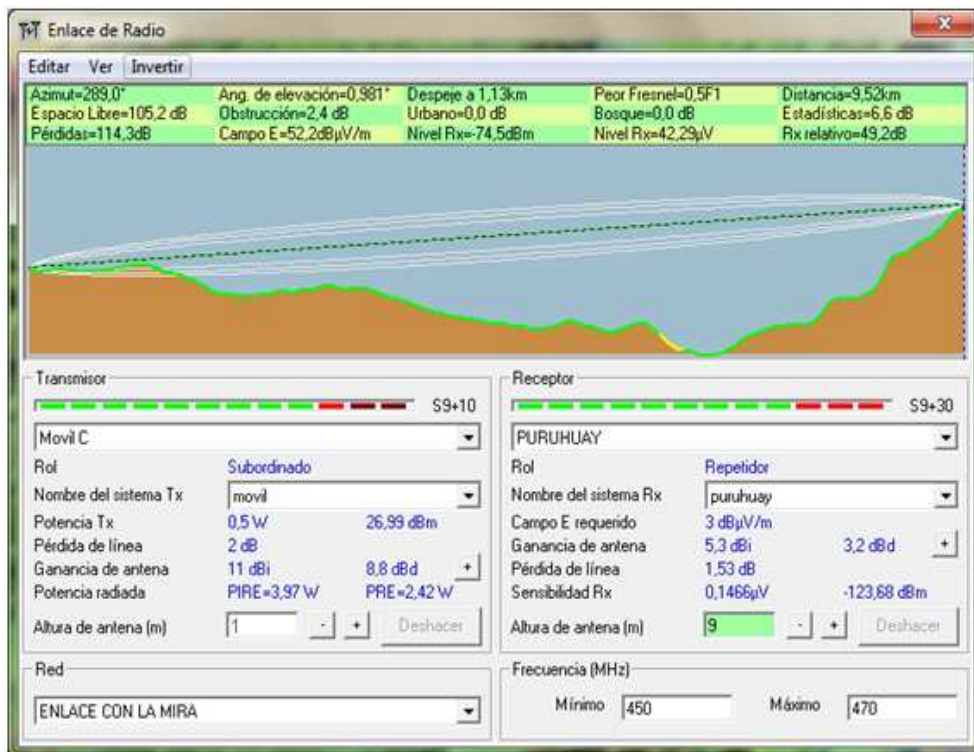 Enlace de Radio
Editar Ver Invertir
Azimut=289,0° Ang. de elevación=0,981° Despeje a 1,13km Peor Fresnel=0,5F1 Distancia=9,52km
Espacio Libre=105,2 dB Obstrucción=2,4 dB Urbano=0,0 dB Bosque=0,0 dB Estadísticas=6,6 dB
Pérdidas=114,3dB Campo E=52,2dBµV/m Nivel Rx=-74,5dBm Nivel Rx=42,29µV Rx relativo=49,2dB
Transmisor
S9+10
Movil C
Rol Subordinado
Nombre del sistema Tx movil
Potencia Tx 0,5 W 26,99 dBm
Pérdida de línea 2 dB
Ganancia de antena 11 dBi 8,8 dBd +
Potencia radiada PIRE=3,97 W PRE=2,42 W
Altura de antena (m) 1 - + Deshacer
Receptor
S9+30
PURUHUAY
Rol Repetidor
Nombre del sistema Rx puruhuay
Campo E requerido 3 dBµV/m
Ganancia de antena 5,3 dBi 3,2 dBd +
Pérdida de línea 1,53 dB
Sensibilidad Rx 0,1466µV -123,68 dBm
Altura de antena (m) 9 - + Deshacer
Red
ENLACE CON LA MIRA
Frecuencia (MHz)
Mínimo 450 Máximo 470